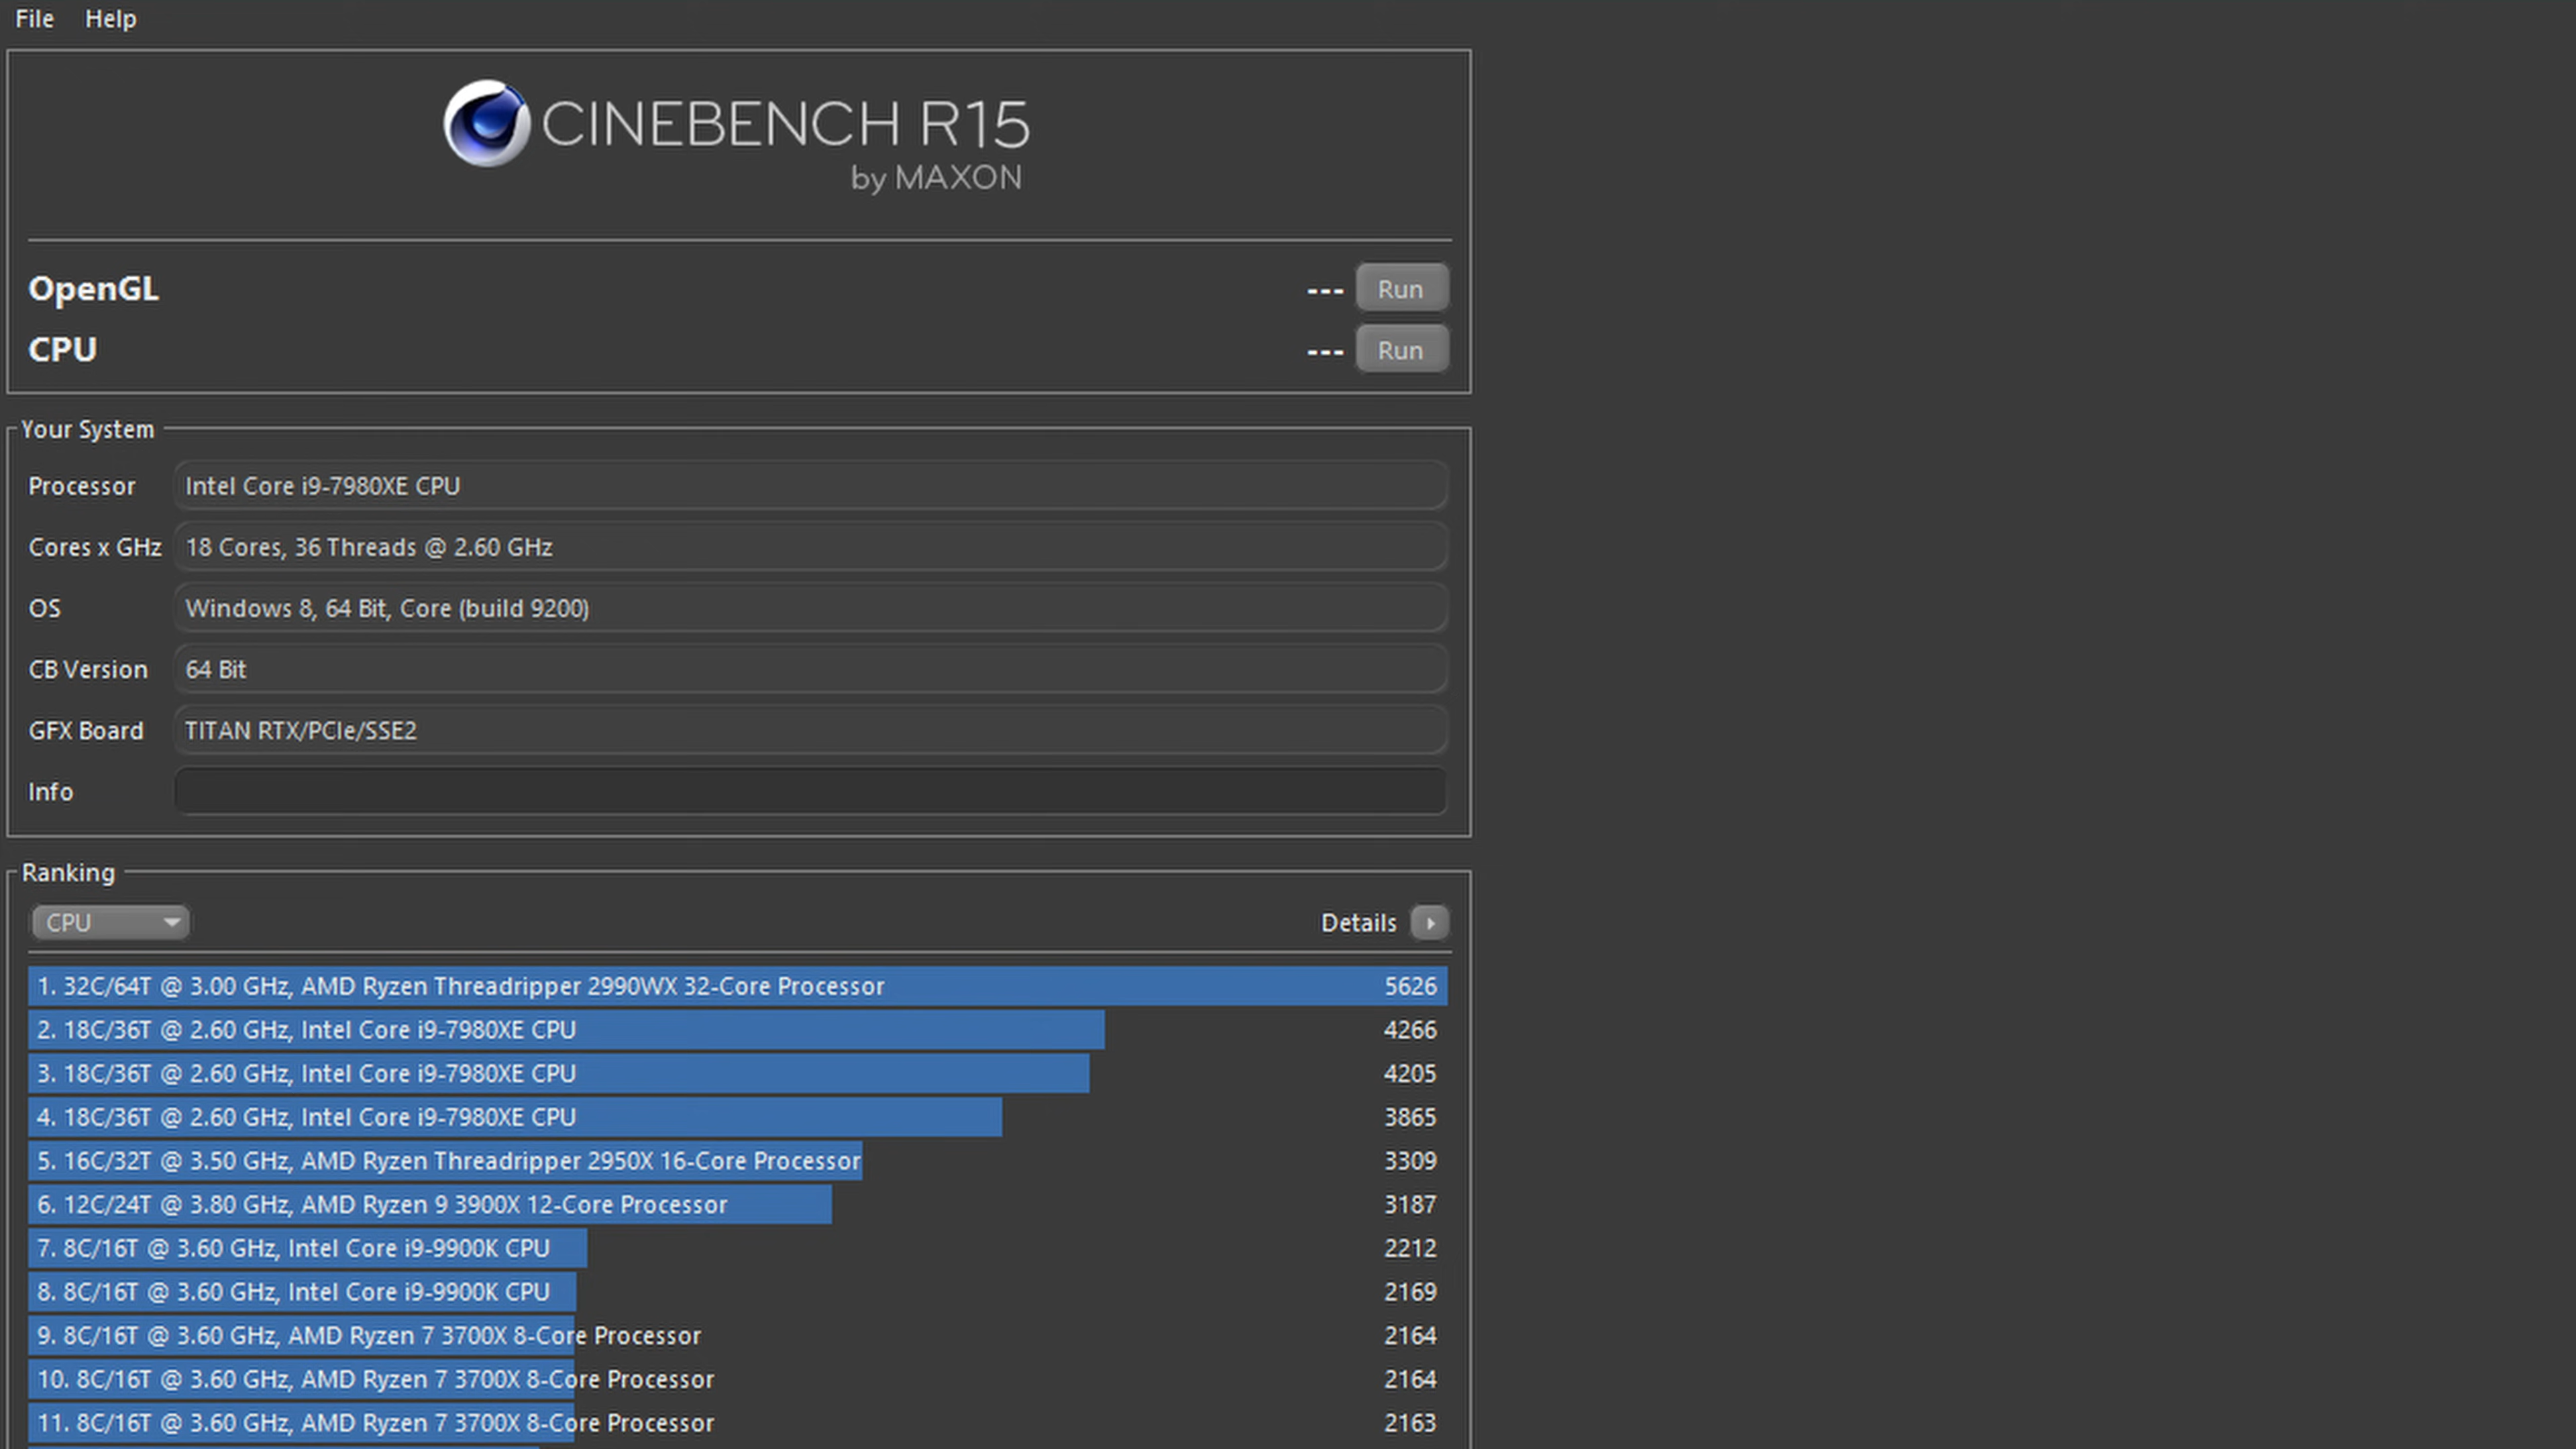 File Help
CINEBENCH R15
by MAXON
OpenGL --- Run
CPU --- Run
Your System
Processor Intel Core i9-7980XE CPU
Cores x GHz 18 Cores, 36 Threads @ 2.60 GHz
OS Windows 8, 64 Bit, Core (build 9200)
CB Version 64 Bit
GFX Board TITAN RTX/PCIe/SSE2
Info
Ranking
CPU Details
1. 32C/64T @ 3.00 GHz, AMD Ryzen Threadripper 2990WX 32-Core Processor 5626
2. 18C/36T @ 2.60 GHz, Intel Core i9-7980XE CPU 4266
3. 18C/36T @ 2.60 GHz, Intel Core i9-7980XE CPU 4205
4. 18C/36T @ 2.60 GHz, Intel Core i9-7980XE CPU 3865
5. 16C/32T @ 3.50 GHz, AMD Ryzen Threadripper 2950X 16-Core Processor 3309
6. 12C/24T @ 3.80 GHz, AMD Ryzen 9 3900X 12-Core Processor 3187
7. 8C/16T @ 3.60 GHz, Intel Core i9-9900K CPU 2212
8. 8C/16T @ 3.60 GHz, Intel Core i9-9900K CPU 2169
9. 8C/16T @ 3.60 GHz, AMD Ryzen 7 3700X 8-Core Processor 2164
10. 8C/16T @ 3.60 GHz, AMD Ryzen 7 3700X 8-Core Processor 2164
11. 8C/16T @ 3.60 GHz, AMD Ryzen 7 3700X 8-Core Processor 2163